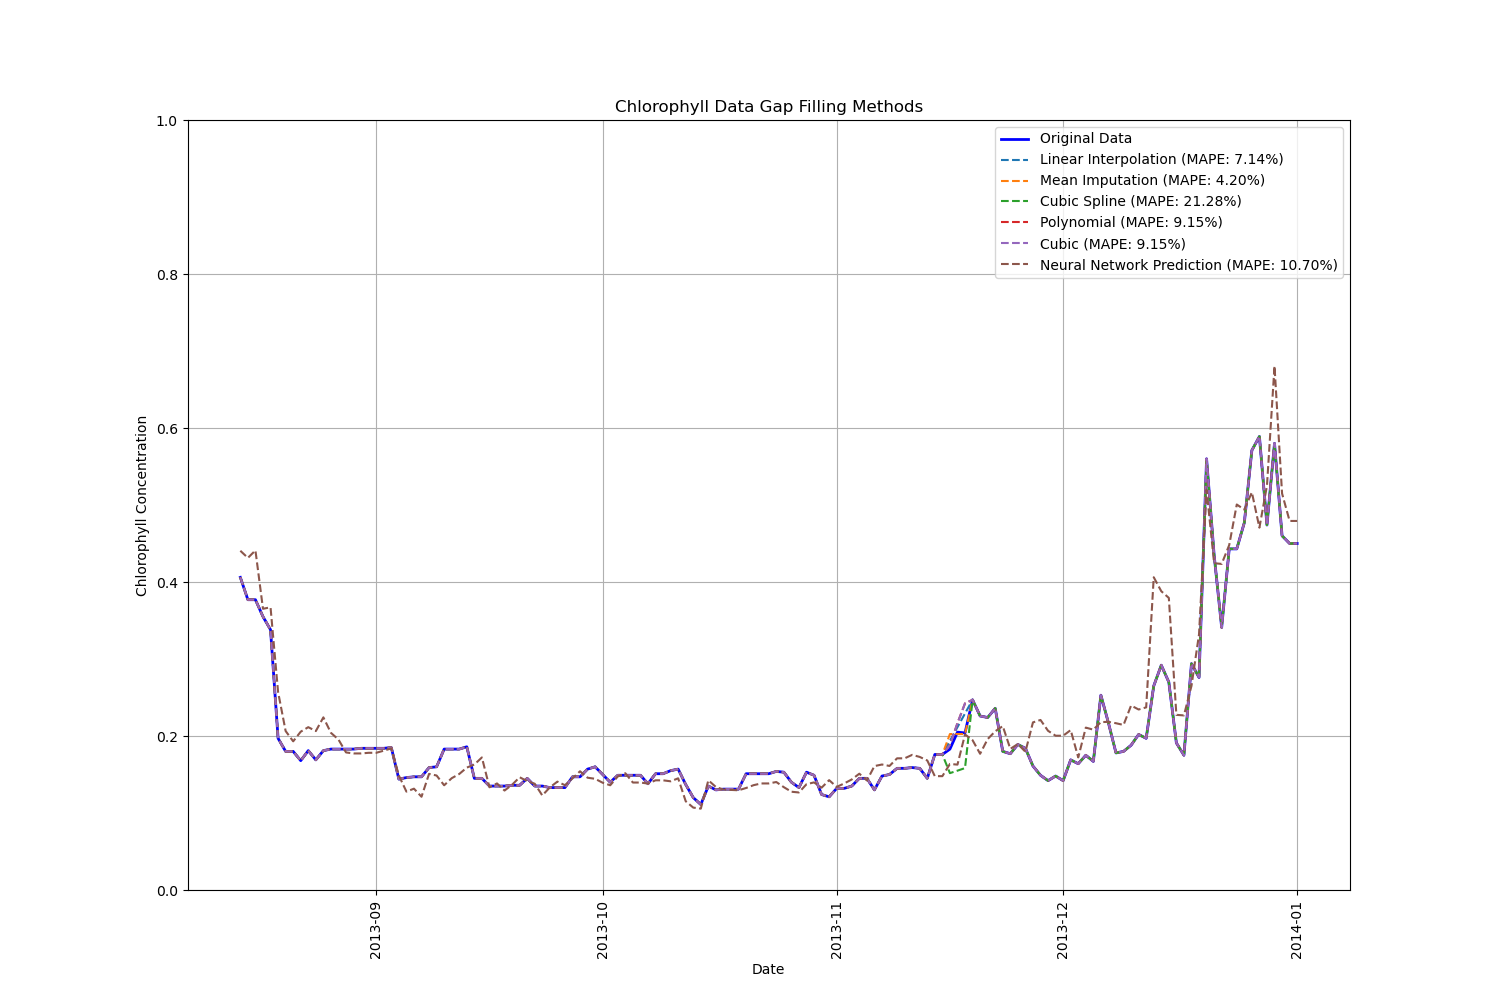 Chlorophyll Data Gap Filling Methods
1.0
0.8
0.6
0.4
0.2
0.0
Chlorophyll Concentration
Original Data
Linear Interpolation (MAPE: 7.14%)
Mean Imputation (MAPE: 4.20%)
Cubic Spline (MAPE: 21.28%)
Polynomial (MAPE: 9.15%)
Cubic (MAPE: 9.15%)
Neural Network Prediction (MAPE: 10.70%)
2013-09
2013-10
2013-11
2013-12
2014-01
Date